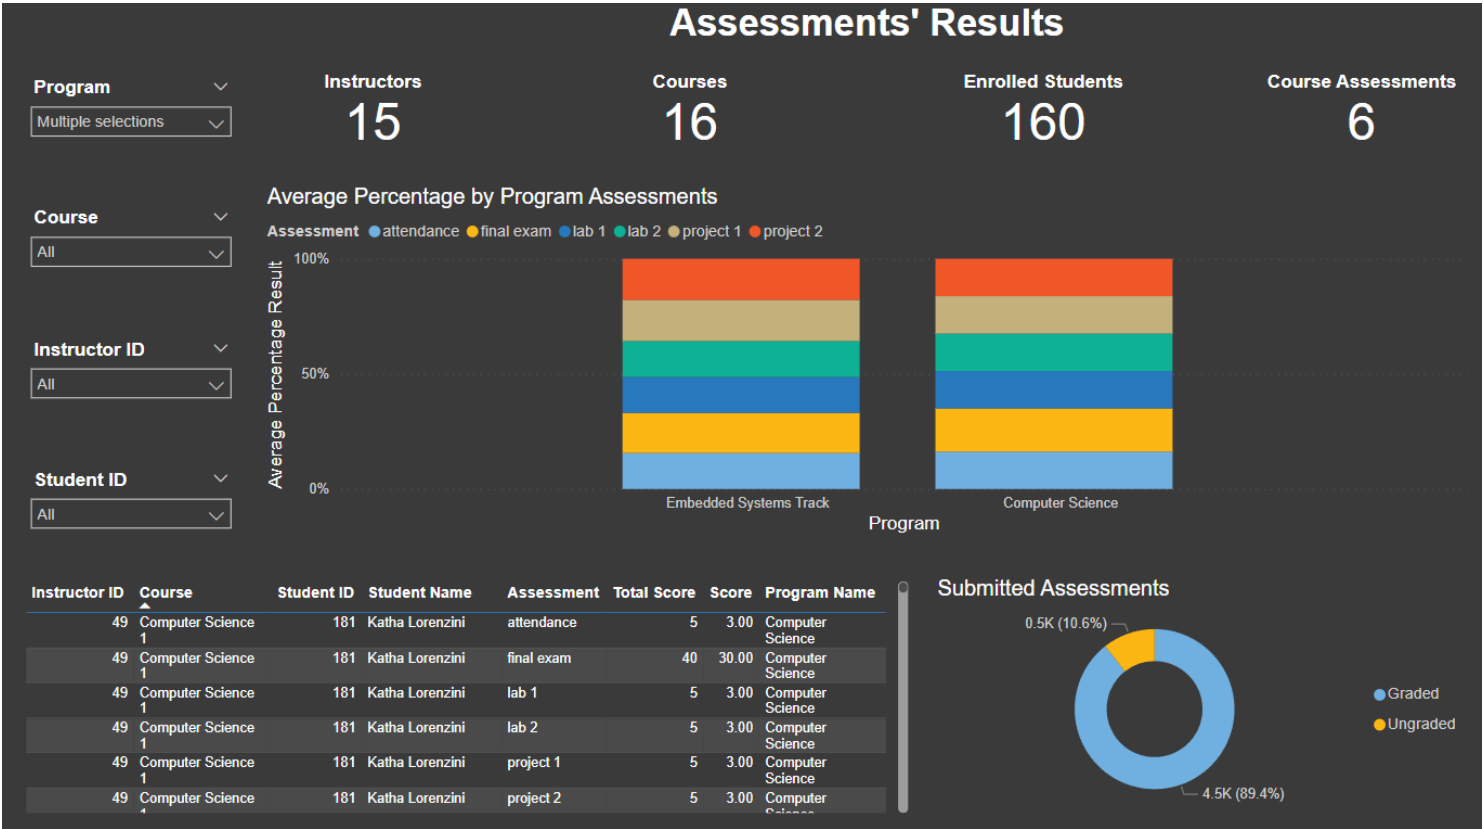 Assessments' Results
Program
Multiple selections
Instructors
15
Courses
16
Enrolled Students
160
Course Assessments
6
Course
All
Instructor ID
All
Student ID
All
Average Percentage by Program Assessments
Assessment attendance final exam lab 1 lab 2 project 1 project 2
Average Percentage Result
100%
50%
0%
Embedded Systems Track Computer Science
Program
Instructor ID Course Student ID Student Name Assessment Total Score Score Program Name
49 Computer Science 181 Katha Lorenzini attendance 5 3.00 Computer
1 Science
49 Computer Science 181 Katha Lorenzini final exam 40 30.00 Computer
1 Science
49 Computer Science 181 Katha Lorenzini lab 1 5 3.00 Computer
1 Science
49 Computer Science 181 Katha Lorenzini lab 2 5 3.00 Computer
1 Science
49 Computer Science 181 Katha Lorenzini project 1 5 3.00 Computer
1 Science
49 Computer Science 181 Katha Lorenzini project 2 5 3.00 Computer
Submitted Assessments
0.5K (10.6%)
Graded
Ungraded
4.5K (89.4%)